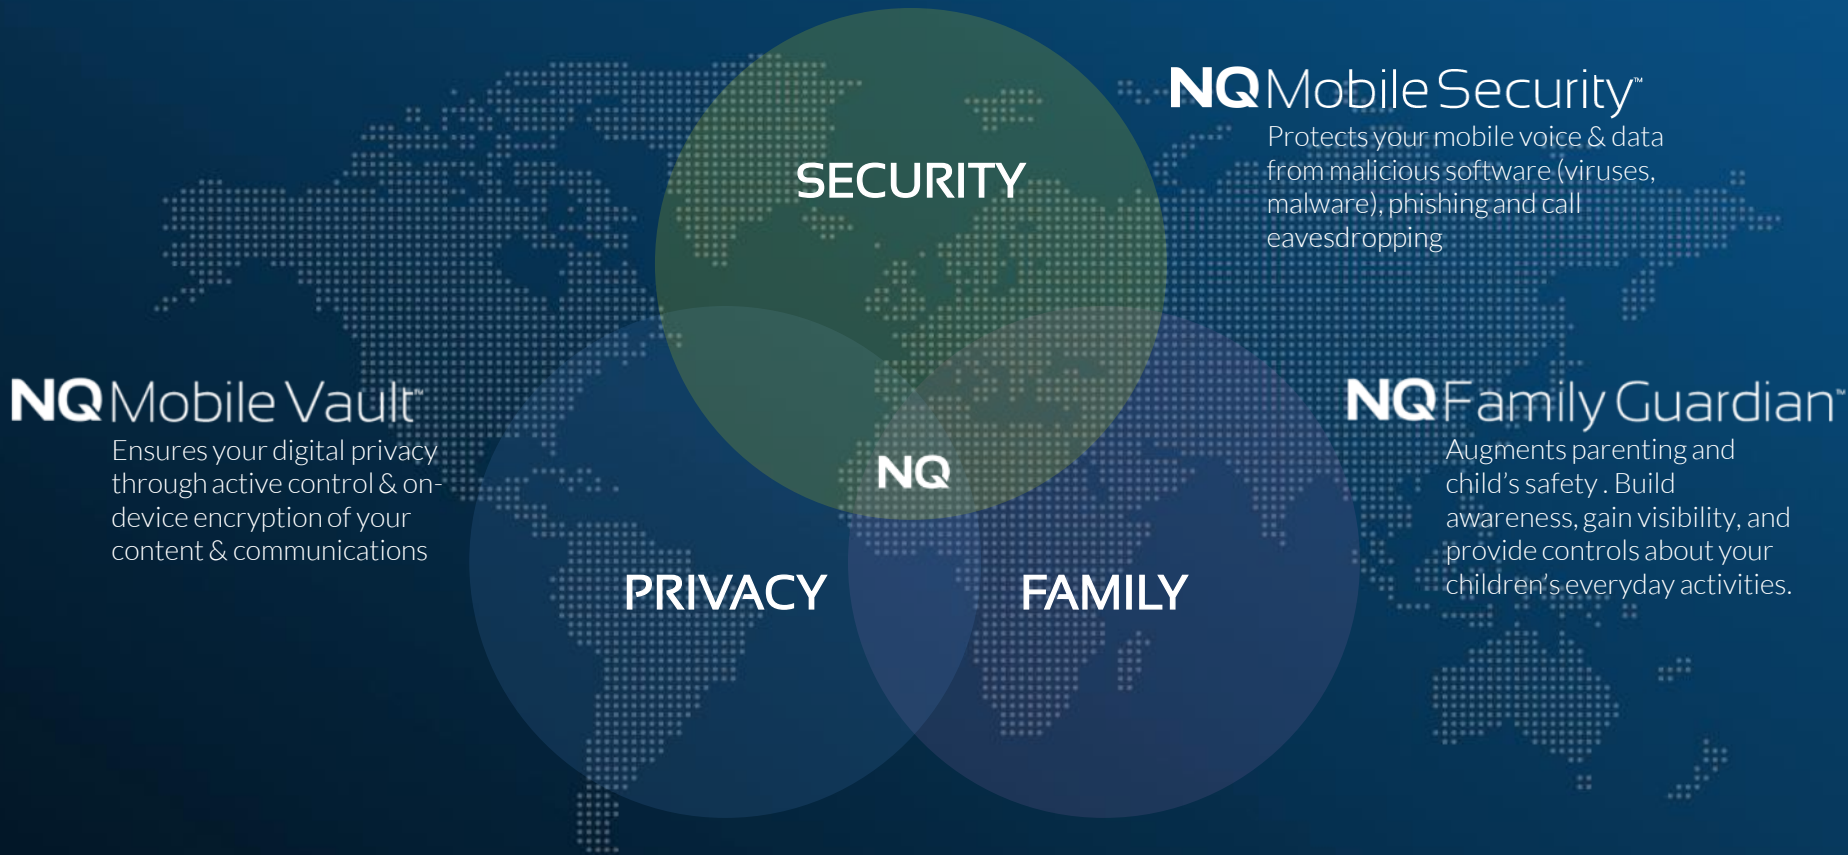 NQ Mobile Security™
Protects your mobile voice & data
from malicious software (viruses,
malware), phishing and call
eavesdropping
SECURITY
NQ Mobile Vault™
Ensures your digital privacy
through active control & on-
device encryption of your
content & communications
NQ
NQ Family Guardian™
Augments parenting and
child’s safety . Build
awareness, gain visibility, and
provide controls about your
children’s everyday activities.
PRIVACY
FAMILY